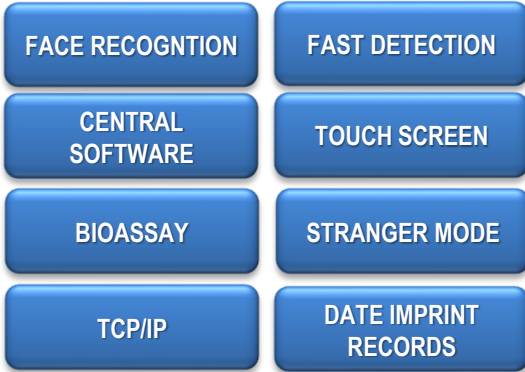 FACE RECOGNTION
FAST DETECTION
CENTRAL
SOFTWARE
TOUCH SCREEN
BIOASSAY
STRANGER MODE
TCP/IP
DATE IMPRINT
RECORDS